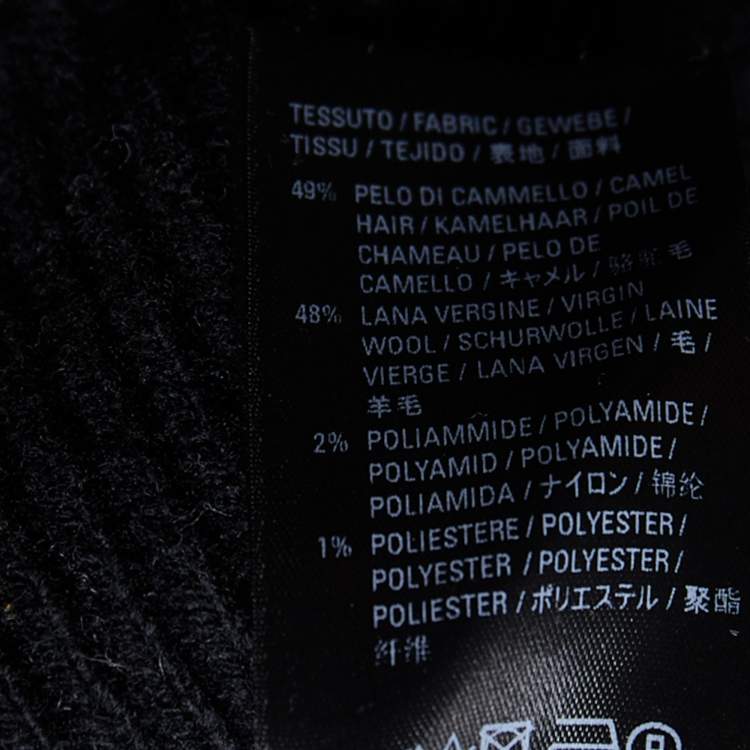 TESSUTO / FABRIC / GEWEBE /
TISSU / TEJIDO / 裏地 / 面料
49% PELO DI CAMMELLO / CAMEL
HAIR / KAMELHAAR / POIL DE
CHAMEAU / PELO DE
CAMELLO / キャメル / 骆驼毛
48% LANA VERGINE / VIRGIN
WOOL / SCHURWOLLE / LAINE
VIERGE / LANA VIRGEN / 毛 /
羊毛
2% POLIAMMIDE / POLYAMIDE /
POLYAMID / POLYAMIDE /
POLIAMIDA / ナイロン / 锦纶
1% POLIESTERE / POLYESTER /
POLYESTER / POLYESTER /
POLIESTER / ポリエステル / 聚酯
纤维